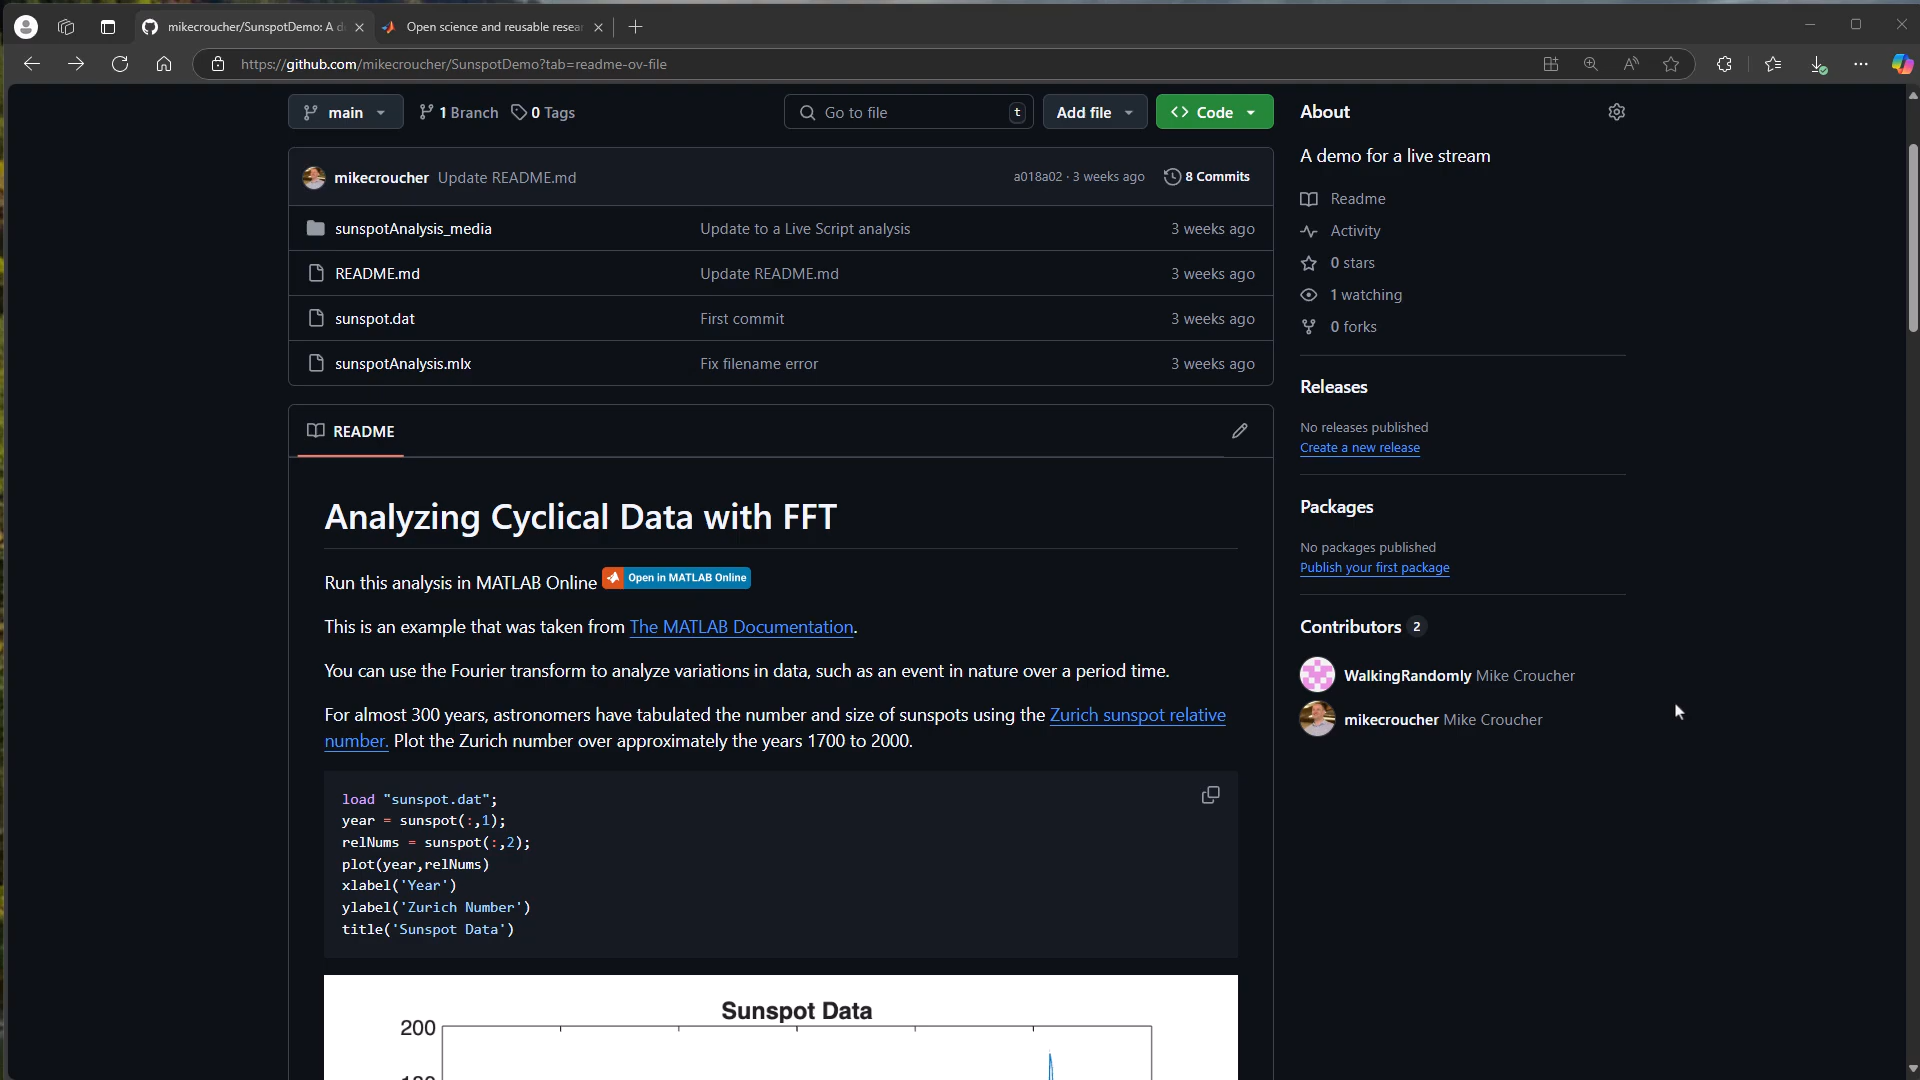 mikecroucher/SunspotDemo: A d
Open science and reusable resea
https://github.com/mikecroucher/SunspotDemo?tab=readme-ov-file
main
1 Branch
0 Tags
Go to file
t
Add file
Code
mikecroucher Update README.md
a018a02 · 3 weeks ago
8 Commits
sunspotAnalysis_media
Update to a Live Script analysis
3 weeks ago
README.md
Update README.md
3 weeks ago
sunspot.dat
First commit
3 weeks ago
sunspotAnalysis.mlx
Fix filename error
3 weeks ago
README
Analyzing Cyclical Data with FFT
Run this analysis in MATLAB Online Open in MATLAB Online
This is an example that was taken from The MATLAB Documentation.
You can use the Fourier transform to analyze variations in data, such as an event in nature over a period time.
For almost 300 years, astronomers have tabulated the number and size of sunspots using the Zurich sunspot relative
number. Plot the Zurich number over approximately the years 1700 to 2000.
load "sunspot.dat";
year = sunspot(:,1);
relNums = sunspot(:,2);
plot(year,relNums)
xlabel('Year')
ylabel('Zurich Number')
title('Sunspot Data')
Sunspot Data
200
About
A demo for a live stream
Readme
Activity
0 stars
1 watching
0 forks
Releases
No releases published
Create a new release
Packages
No packages published
Publish your first package
Contributors 2
WalkingRandomly Mike Croucher
mikecroucher Mike Croucher